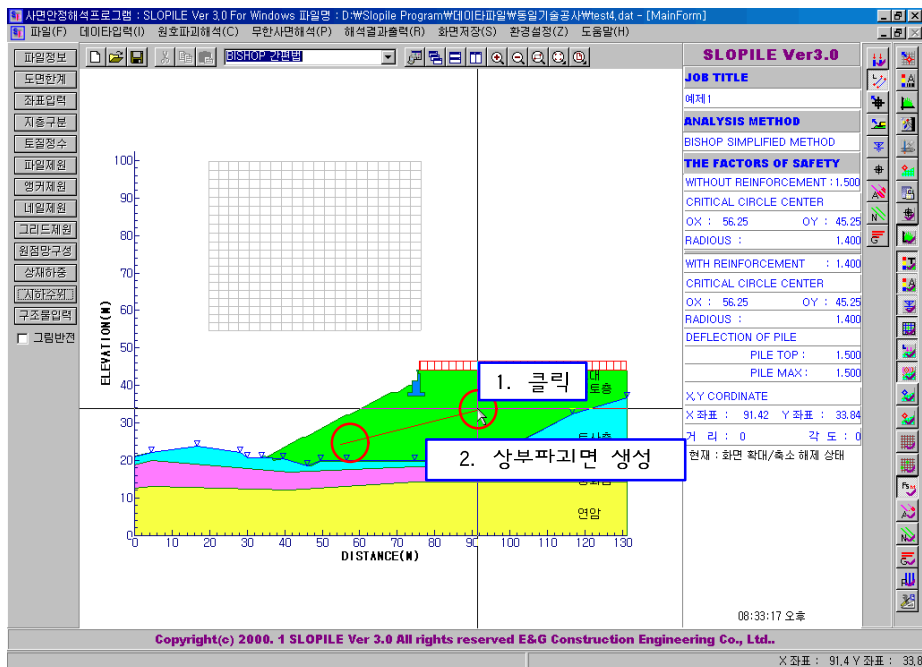 사면안정해석프로그램 : SLOPILE Ver 3,0 For Windows 파일명 : D:₩Slopile Program₩데이타파일₩동일기술공사₩test4,dat - [MainForm]
파일(F) 데이타입력(I) 원호파괴해석(C) 무한사면해석(P) 해석결과출력(R) 화면저장(S) 환경설정(Z) 도움말(H)
BISHOP 간편법
파일정보
도면한계
좌표입력
지층구분
토질정수
파일제원
앵커제원
네일제원
그리드제원
원점망구성
상재하중
지하수위
구조물입력
그림반전
ELEVATION(M)
100
90
80
70
60
50
40
30
20
10
0
0 10 20 30 40 50 60 70 80 90 100 110 120 130
DISTANCE(M)
1. 클릭
2. 상부파괴면 생성
연암
SLOPILE Ver3.0
JOB TITLE
예제1
ANALYSIS METHOD
BISHOP SIMPLIFIED METHOD
THE FACTORS OF SAFETY
WITHOUT REINFORCEMENT : 1.500
CRITICAL CIRCLE CENTER
OX : 56.25 OY : 45.25
RADIOUS : 1.400
WITH REINFORCEMENT : 1.400
CRITICAL CIRCLE CENTER
OX : 56.25 OY : 45.25
RADIOUS : 1.400
DEFLECTION OF PILE
PILE TOP : 1.500
PILE MAX : 1.500
X,Y CORDINATE
X 좌표 : 91.42 Y 좌표 : 33.84
거 리 : 0 각 도 : 0
현재 : 화면 확대/축소 해제 상태
08:33:17 오후
Copyright(c) 2000. 1 SLOPILE Ver 3.0 All rights reserved E&G Construction Engineering Co., Ltd..
X 좌표 : 91.4 Y 좌표 : 33.8